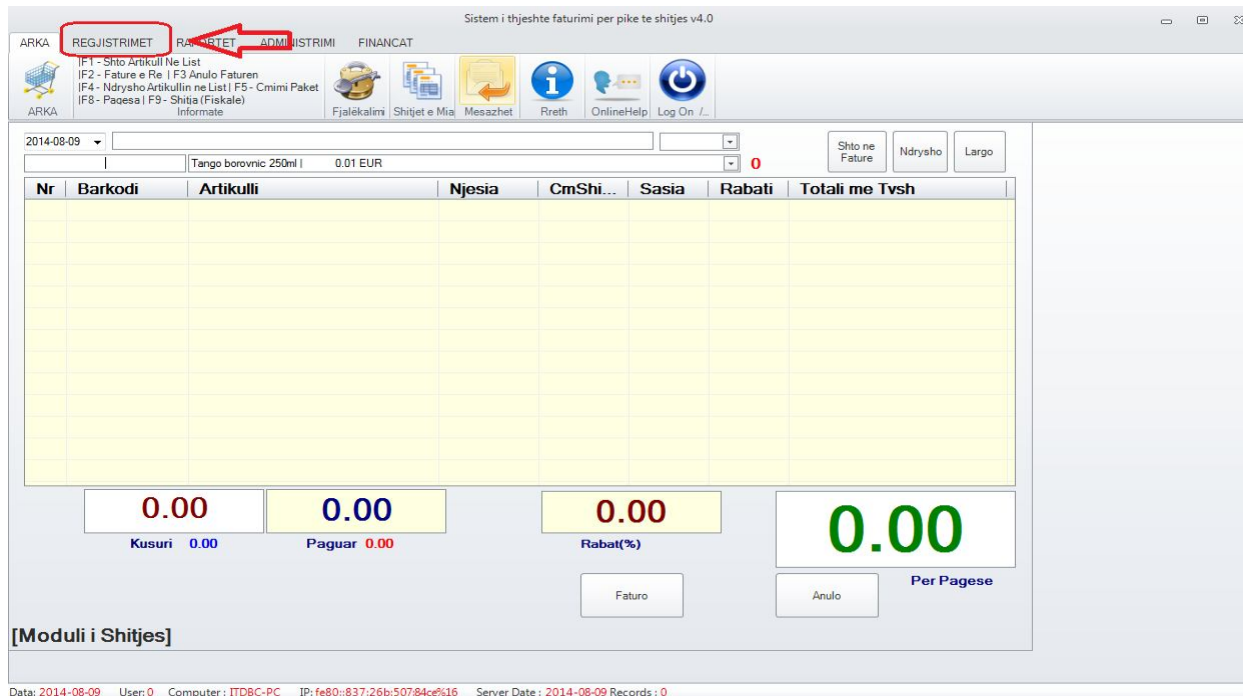 Sistem i thjeshte faturimi per pike te shitjes v4.0
ARKA REGJISTRIMET RAPORTET ADMINISTRIMI FINANCAT
|F1 - Shto Artikull Ne List
|F2 - Fature e Re | F3 Anulo Faturen
|F4 - Ndrysho Artikullin ne List | F5 - Cmimi Paket
|F8 - Pagesa | F9 - Shitja (Fiskale)
ARKA Informate Fjalëkalimi Shitjet e Mia Mesazhet Rreth OnlineHelp Log On /...
2014-08-09
Tango borovnic 250ml | 0.01 EUR 0
Shto ne Fature Ndrysho Largo
Nr Barkodi Artikulli Njesia CmShi... Sasia Rabati Totali me Tvsh
0.00 0.00 0.00 0.00
Kusuri 0.00 Paguar 0.00 Rabat(%)
Per Pagese
Faturo Anulo
[Moduli i Shitjes]
Data: 2014-08-09 User: 0 Computer : ITDBC-PC IP: fe80::837:26b:507:84ce%16 Server Date : 2014-08-09 Records : 0